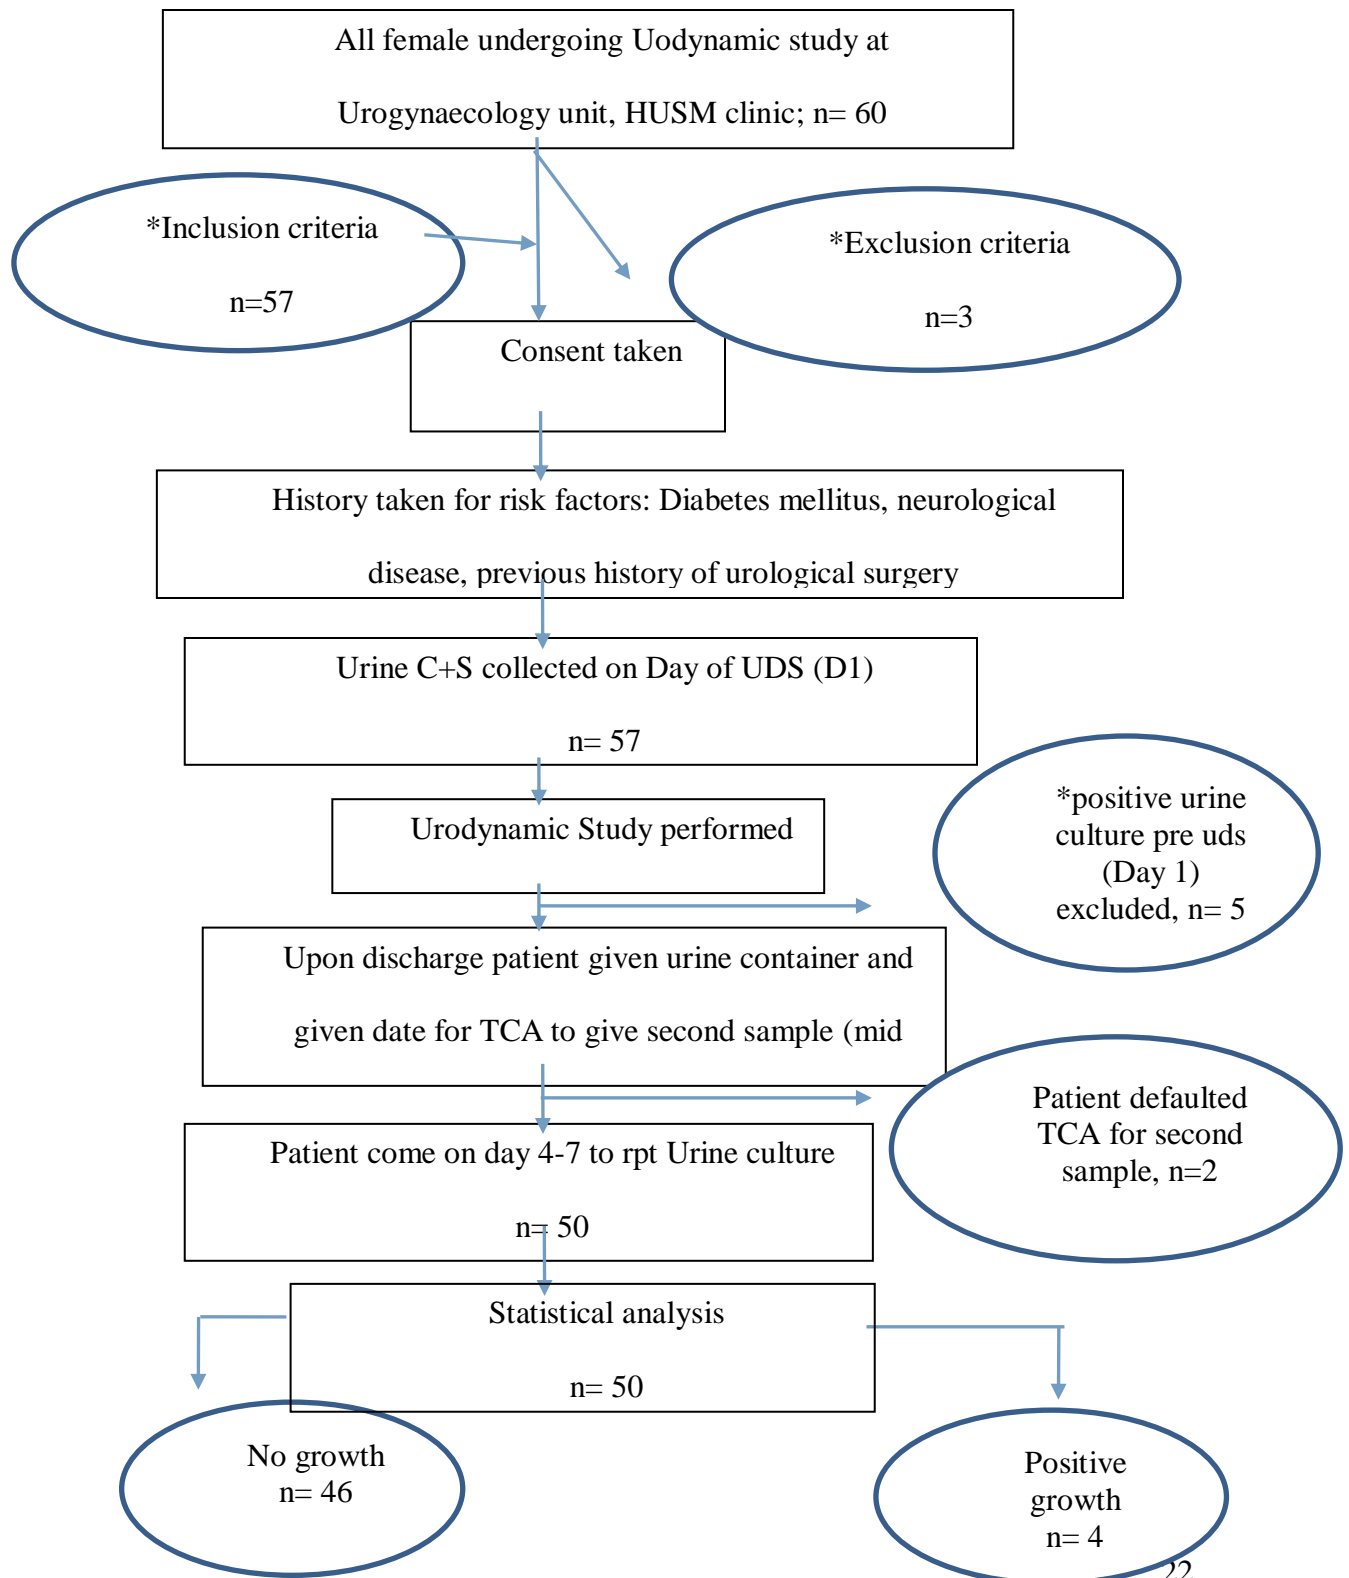 All female undergoing Uodynamic study at
Urogynaecology unit, HUSM clinic; n= 60
*Inclusion criteria
n=57
*Exclusion criteria
n=3
Consent taken
History taken for risk factors: Diabetes mellitus, neurological
disease, previous history of urological surgery
Urine C+S collected on Day of UDS (D1)
n= 57
Urodynamic Study performed
*positive urine
culture pre uds
(Day 1)
excluded, n= 5
Upon discharge patient given urine container and
given date for TCA to give second sample (mid
Patient defaulted
TCA for second
sample, n=2
Patient come on day 4-7 to rpt Urine culture
n= 50
Statistical analysis
n= 50
No growth
n= 46
Positive
growth
n= 4
22